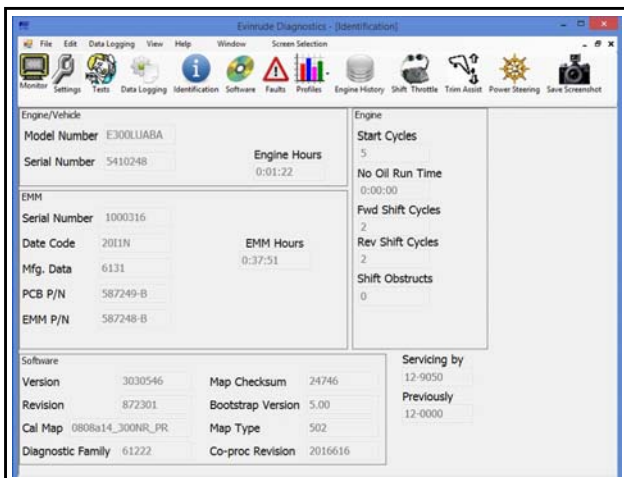 Evinrude Diagnostics - [Identification]
File Edit Data Logging View Help Window Screen Selection
Monitor Settings Tests Data Logging Identification Software Faults Profiles Engine History Shift Throttle Trim Assist Power Steering Save Screenshot
Engine/Vehicle
Model Number E300LUABA
Serial Number 5410248
Engine Hours
0:01:22
Engine
Start Cycles
5
No Oil Run Time
0:00:00
Fwd Shift Cycles
2
Rev Shift Cycles
2
Shift Obstructs
0
EMM
Serial Number 1000316
Date Code 20I1N
Mfg. Data 6131
PCB P/N 587249-B
EMM P/N 587248-B
EMM Hours
0:37:51
Software
Version 3030546
Revision 872301
Cal Map 0808a14_300NR_PR
Diagnostic Family 61222
Map Checksum 24746
Bootstrap Version 5.00
Map Type 502
Co-proc Revision 2016616
Servicing by
12-9050
Previously
12-0000